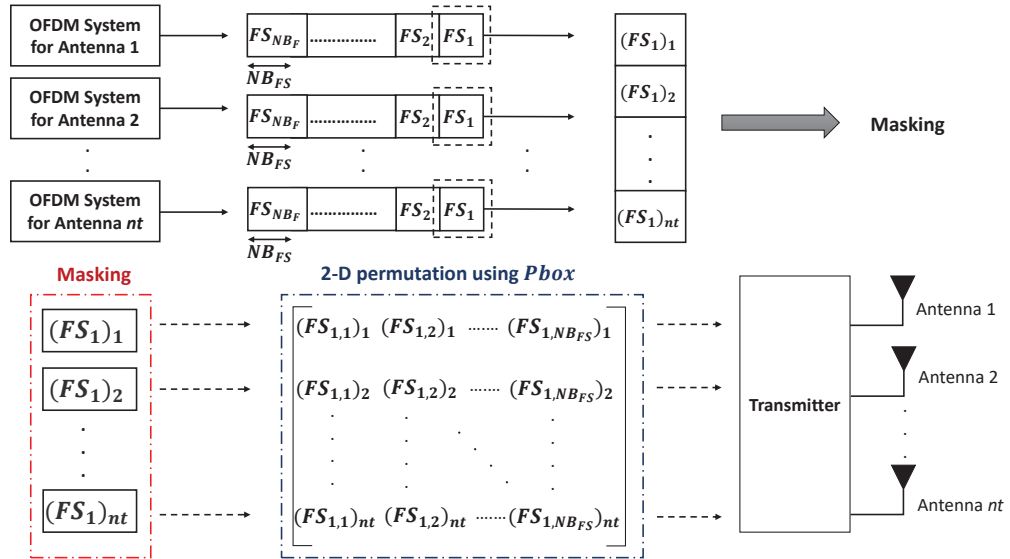 OFDM System
for Antenna 1
FS_{NB_F} ............... FS_2 FS_1
NB_{FS}
OFDM System
for Antenna 2
FS_{NB_F} ............... FS_2 FS_1
NB_{FS}
OFDM System
for Antenna nt
FS_{NB_F} ............... FS_2 FS_1
NB_{FS}
(FS_1)_1
(FS_1)_2
(FS_1)_{nt}
Masking
Masking
(FS_1)_1
(FS_1)_2
(FS_1)_{nt}
2-D permutation using Pbox
(FS_{1,1})_1 (FS_{1,2})_1 ....... (FS_{1,NB_{FS}})_1
(FS_{1,1})_2 (FS_{1,2})_2 ....... (FS_{1,NB_{FS}})_2
(FS_{1,1})_{nt} (FS_{1,2})_{nt} ....... (FS_{1,NB_{FS}})_{nt}
Transmitter
Antenna 1
Antenna 2
Antenna nt